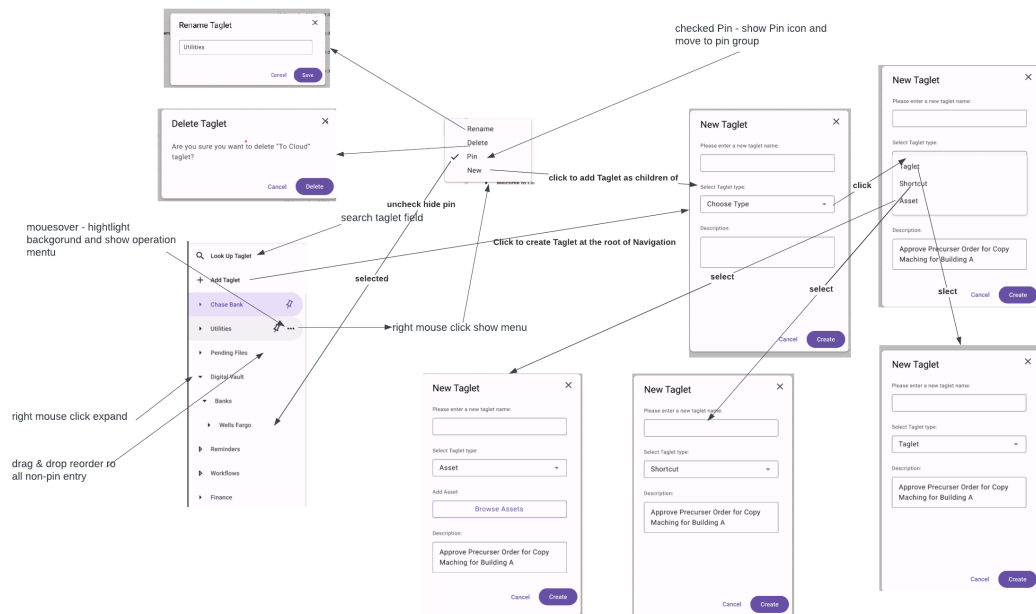 Rename Taglet
Utilities
Cancel
Save
Delete Taglet
Are you sure you want to delete "To Cloud"
taglet?
Cancel
Delete
Rename
Delete
Pin
New
checked Pin - show Pin icon and
move to pin group
click to add Taglet as children of
uncheck hide pin
search taglet field
mouesover - hightlight
backgorund and show operation
mentu
Click to create Taglet at the root of Navigation
selected
right mouse click show menu
right mouse click expand
drag & drop reorder ro
all non-pin entry
Look Up Taglet
Add Taglet
Chase Bank
Utilities
Pending Files
Digital Vault
Banks
Wells Fargo
Reminders
Workflows
Finance
New Taglet
Please enter a new taglet name:
Select Taglet type:
Choose Type
Description:
Cancel
Create
click
select
select
slect
New Taglet
Please enter a new taglet name:
Select Taglet type:
Taglet
Shortcut
Asset
Description:
Approve Precurser Order for Copy
Maching for Building A
Cancel
Create
New Taglet
Please enter a new taglet name:
Select Taglet type:
Asset
Add Asset
Browse Assets
Description:
Approve Precurser Order for Copy
Maching for Building A
Cancel
Create
New Taglet
Please enter a new taglet name:
Select Taglet type:
Shortcut
Description:
Approve Precurser Order for Copy
Maching for Building A
Cancel
Create
New Taglet
Please enter a new taglet name:
Select Taglet type:
Taglet
Description:
Approve Precurser Order for Copy
Maching for Building A
Cancel
Create